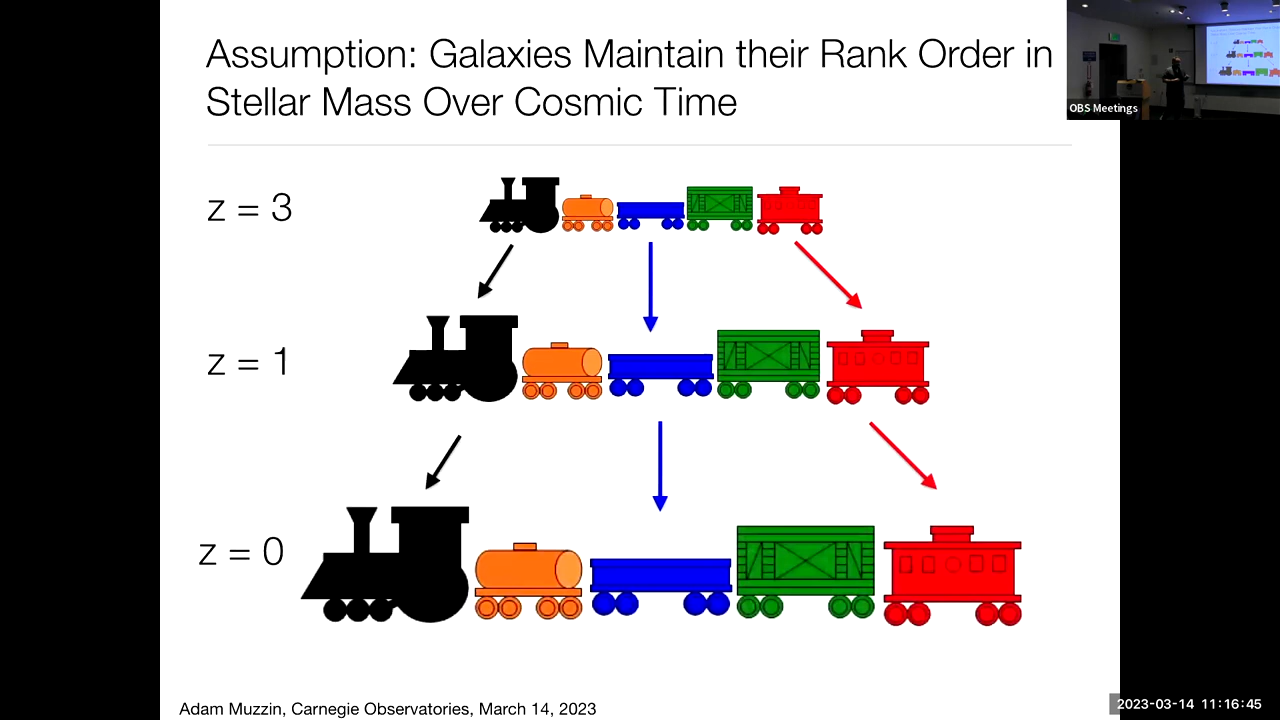 Assumption: Galaxies Maintain their Rank Order in
Stellar Mass Over Cosmic Time
OBS Meetings
z = 3
z = 1
z = 0
Adam Muzzin, Carnegie Observatories, March 14, 2023
2023-03-14 11:16:45